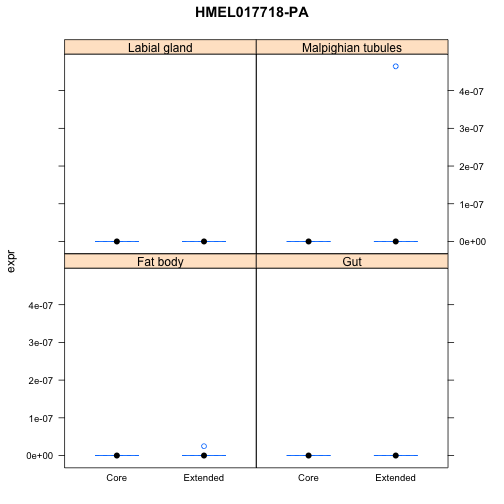 HMEL017718-PA
Labial gland Malpighian tubules
4e-07
3e-07
2e-07
1e-07
0e+00
expr
Fat body Gut
4e-07
3e-07
2e-07
1e-07
0e+00
Core Extended Core Extended